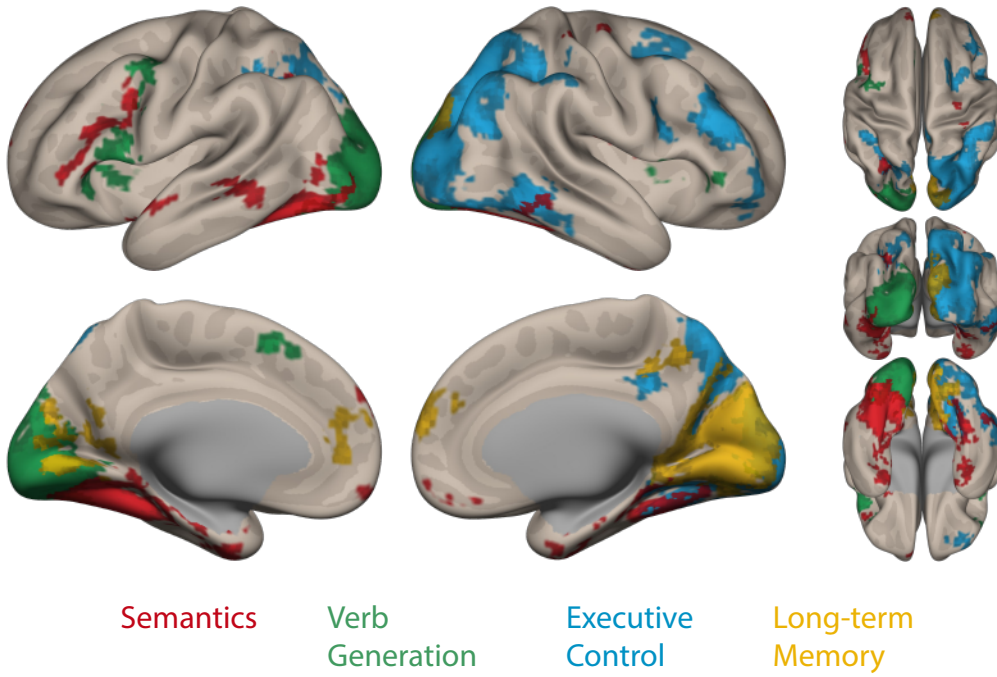 Semantics
Verb Generation
Executive Control
Long-term Memory